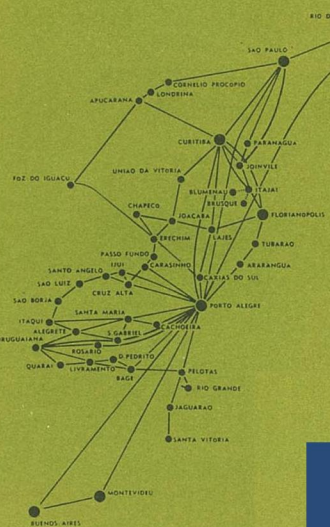 RIO D
SAO PAULO
CORNELIO PROCOPIO
LONDRINA
APUCARANA
CURITIBA
PARANAGUA
JOINVILE
UNIAO DA VITORIA
FOZ DO IGUAÇU
BLUMENAU
ITAJAI
BRUSQUE
CHAPECÓ
JOAÇABA
FLORIANOPOLIS
LAJES
ERECHIM
TUBARAO
PASSO FUNDO
IJUI
CARASINHO
ARARANGUA
SANTO ANGELO
CAXIAS DO SUL
SAO LUIZ
CRUZ ALTA
SAO BORJA
PORTO ALEGRE
SANTA MARIA
ITAQUI
CACHOEIRA
ALEGRETE
S.GABRIEL
URUGUAIANA
ROSARIO
D.PEDRITO
QUARAI
LIVRAMENTO
BAGE
PELOTAS
RIO GRANDE
JAGUARAO
SANTA VITORIA
MONTEVIDEU
BUENOS AIRES